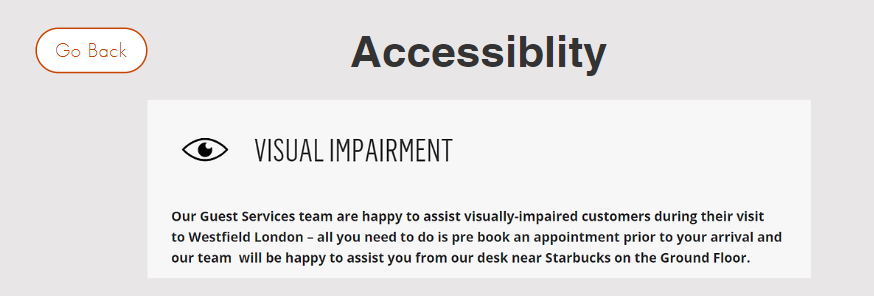 Go Back
Accessiblity
VISUAL IMPAIRMENT
Our Guest Services team are happy to assist visually-impaired customers during their visit
to Westfield London – all you need to do is pre book an appointment prior to your arrival and
our team  will be happy to assist you from our desk near Starbucks on the Ground Floor.